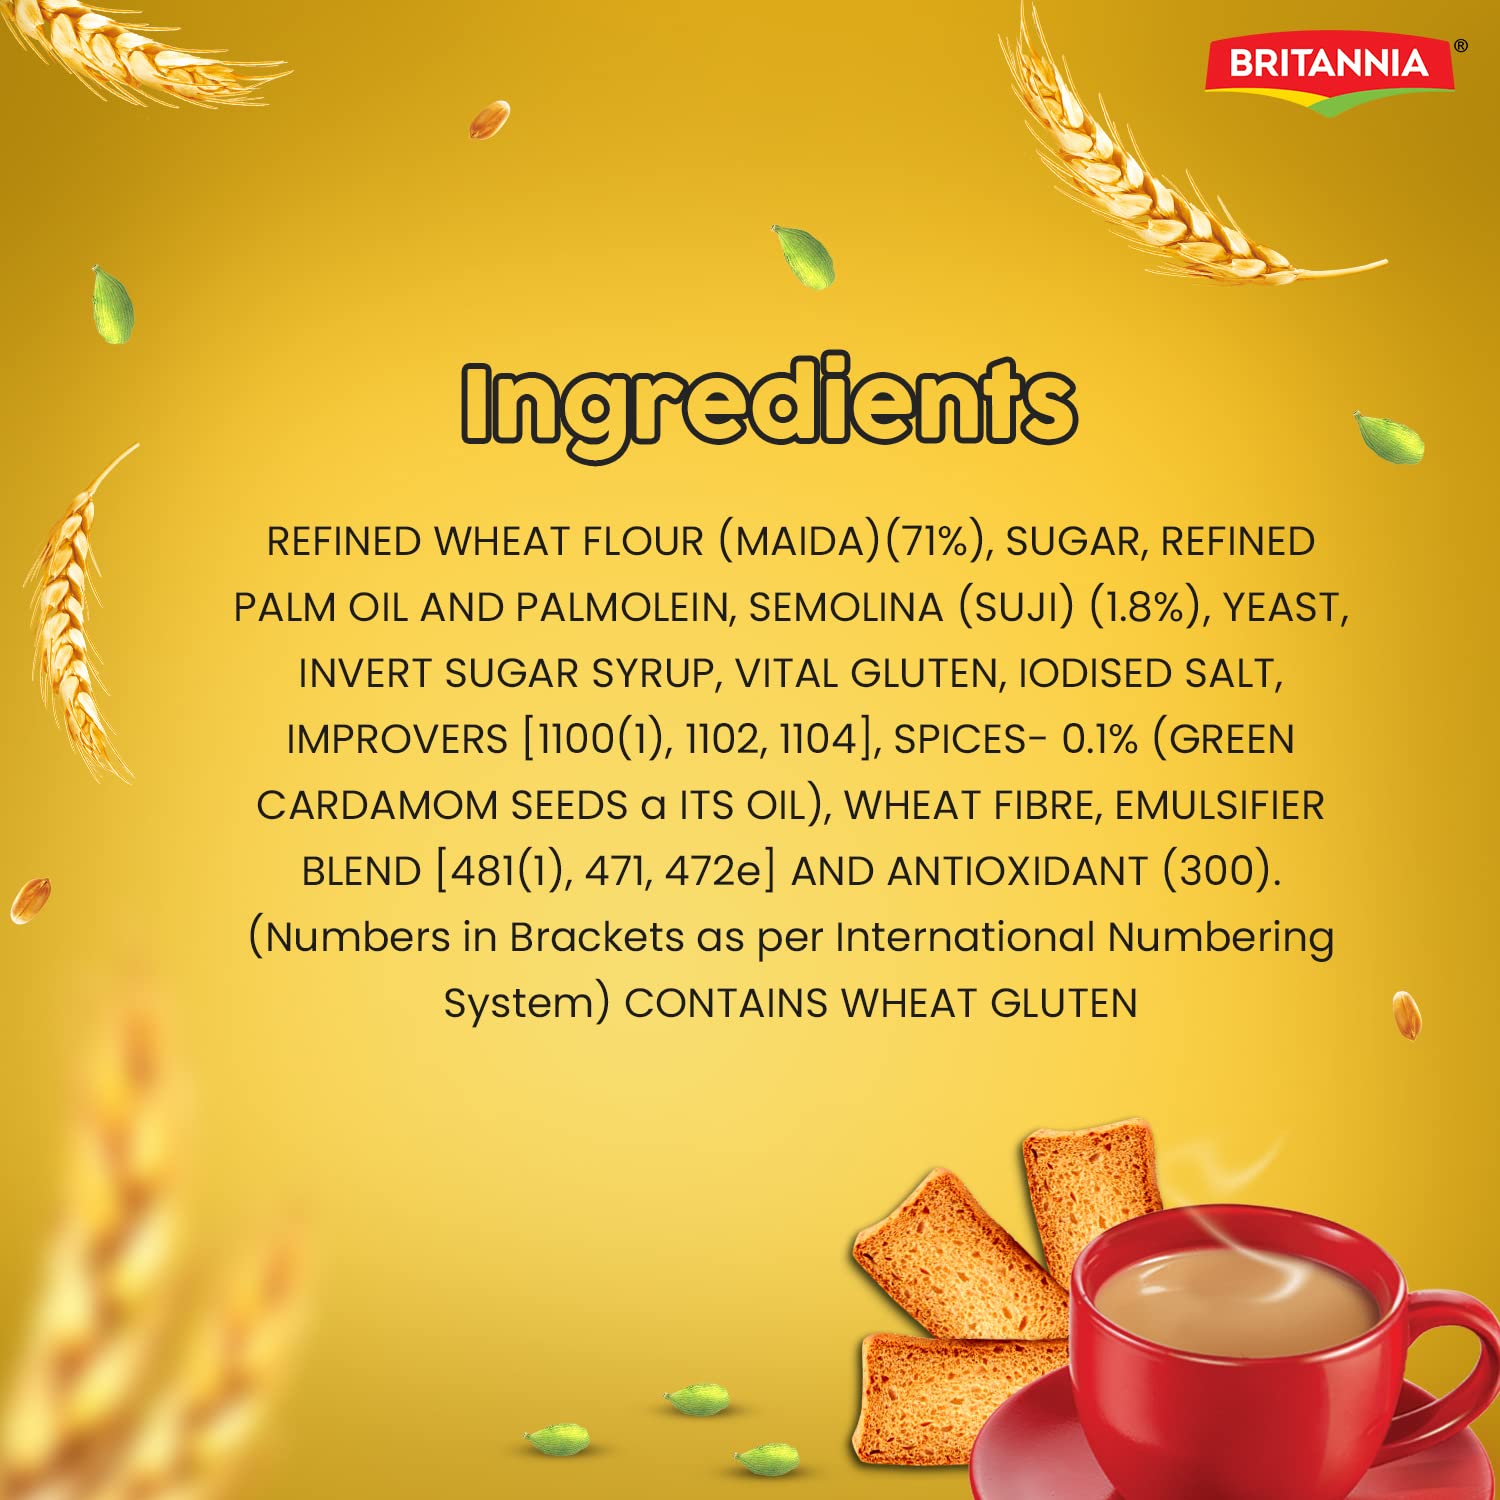 BRITANNIA®
Ingredients
REFINED WHEAT FLOUR (MAIDA)(71%), SUGAR, REFINED
PALM OIL AND PALMOLEIN, SEMOLINA (SUJI) (1.8%), YEAST,
INVERT SUGAR SYRUP, VITAL GLUTEN, IODISED SALT,
IMPROVERS [1100(1), 1102, 1104], SPICES- 0.1% (GREEN
CARDAMOM SEEDS a ITS OIL), WHEAT FIBRE, EMULSIFIER
BLEND [481(1), 471, 472e] AND ANTIOXIDANT (300).
(Numbers in Brackets as per International Numbering
System) CONTAINS WHEAT GLUTEN